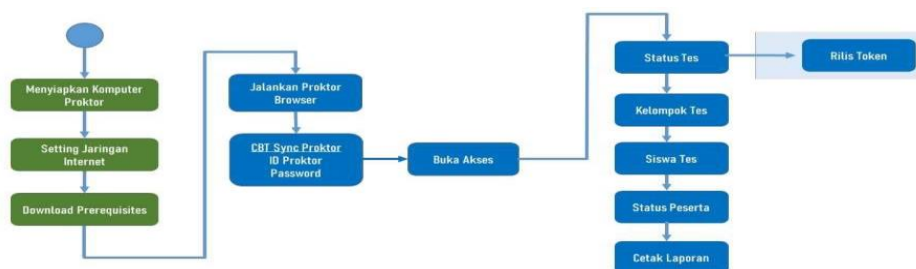 Menyiapkan Komputer
Proktor
Setting Jaringan
Internet
Download Prerequisites
Jalankan Proktor
Browser
CBT Sync Proktor
ID Proktor
Password
Buka Akses
Status Tes
Kelompok Tes
Siswa Tes
Status Peserta
Cetak Laporan
Rilis Token